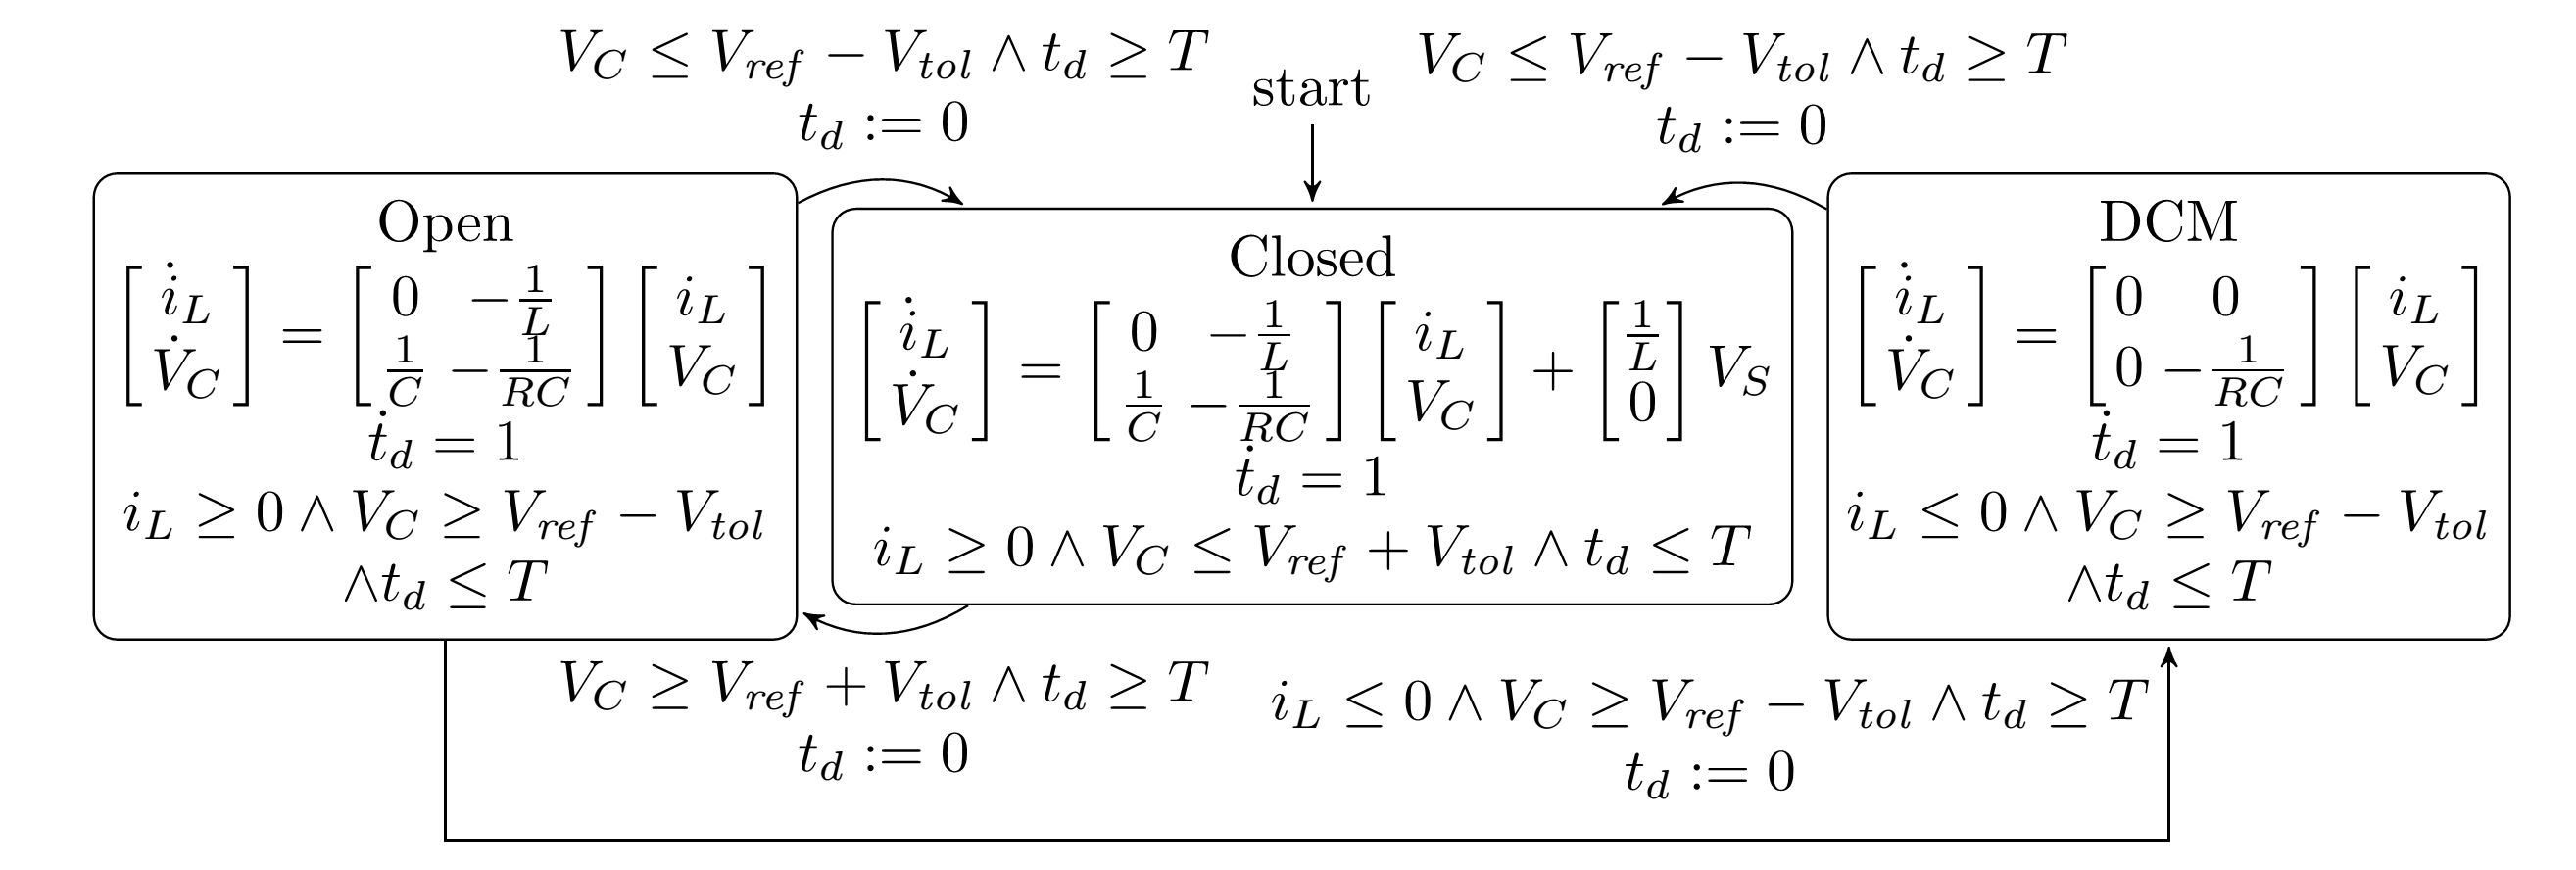 V_C ≤ V_ref − V_tol ∧ t_d ≥ T
t_d := 0
start
V_C ≤ V_ref − V_tol ∧ t_d ≥ T
t_d := 0
Open
[i̇_L; V̇_C] = [0 −1/L; 1/C −1/RC] [i_L; V_C]
ṫ_d = 1
i_L ≥ 0 ∧ V_C ≥ V_ref − V_tol
∧t_d ≤ T
Closed
[i̇_L; V̇_C] = [0 −1/L; 1/C −1/RC] [i_L; V_C] + [1/L; 0] V_S
ṫ_d = 1
i_L ≥ 0 ∧ V_C ≤ V_ref + V_tol ∧ t_d ≤ T
DCM
[i̇_L; V̇_C] = [0 0; 0 −1/RC] [i_L; V_C]
ṫ_d = 1
i_L ≤ 0 ∧ V_C ≥ V_ref − V_tol
∧t_d ≤ T
V_C ≥ V_ref + V_tol ∧ t_d ≥ T
t_d := 0
i_L ≤ 0 ∧ V_C ≥ V_ref − V_tol ∧ t_d ≥ T
t_d := 0